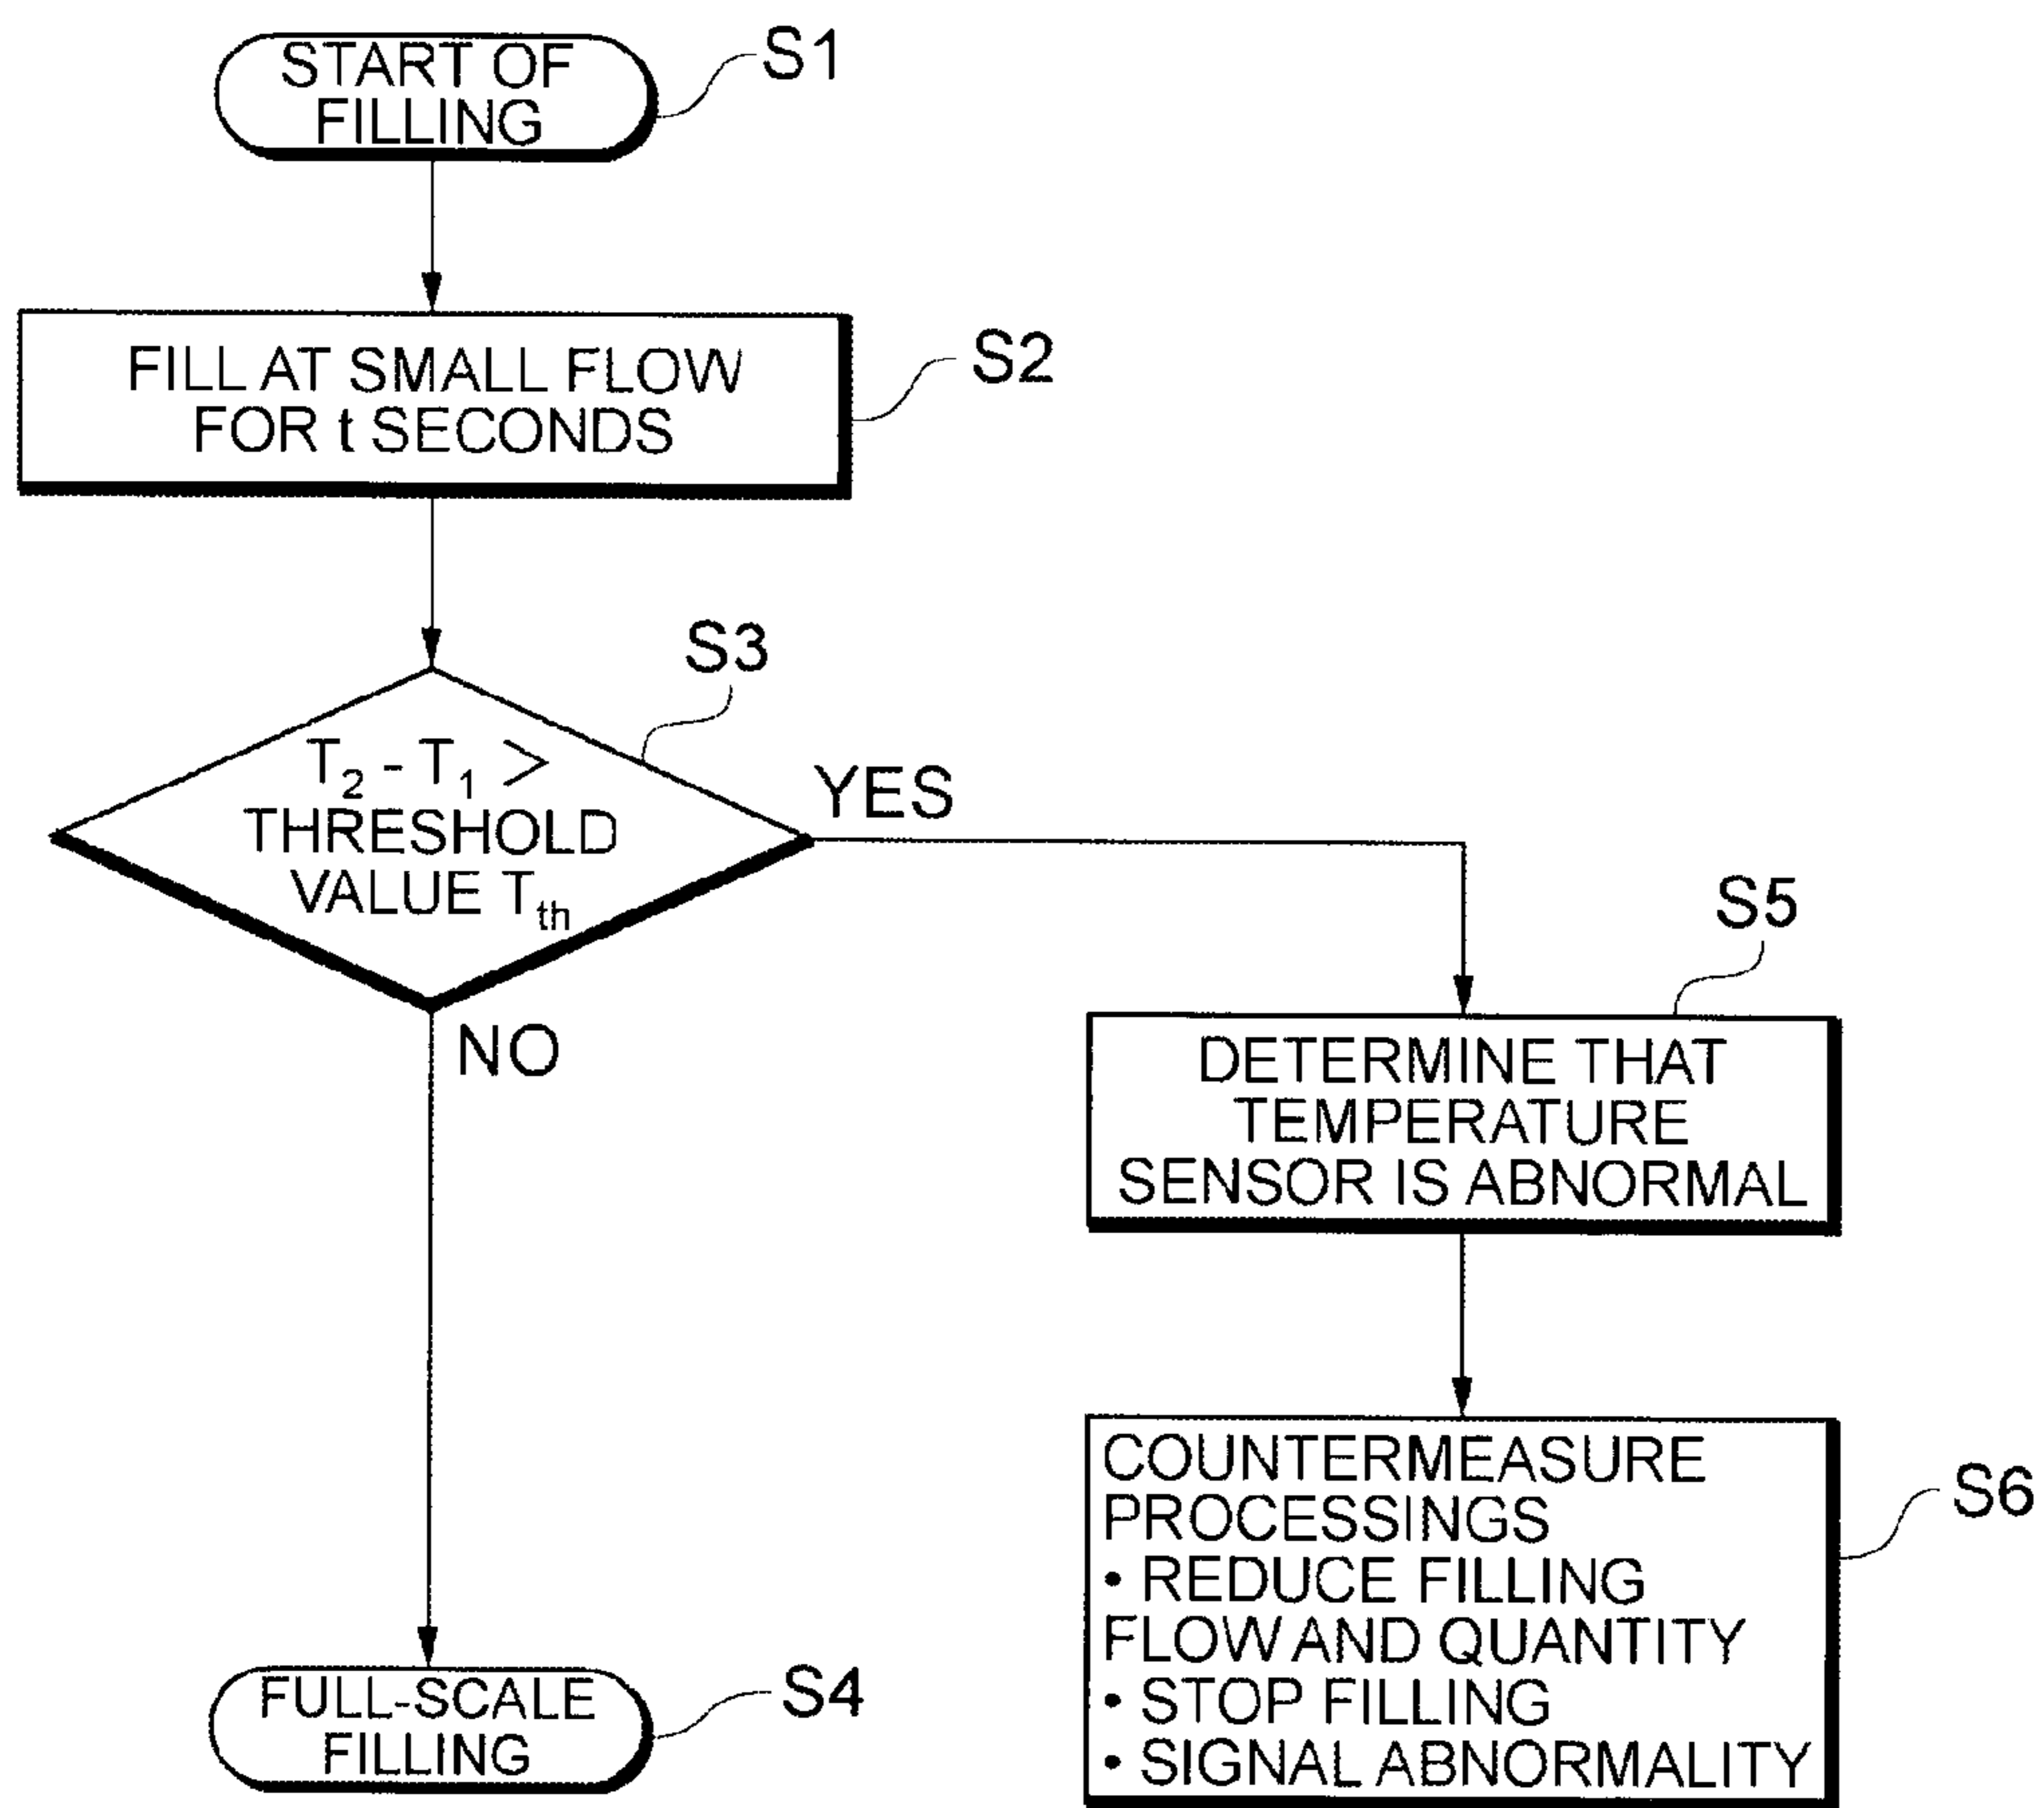 START OF
FILLING
S1
FILL AT SMALL FLOW
FOR t SECONDS
S2
S3
T₂ - T₁ >
THRESHOLD
VALUE Tₜₕ
YES
NO
S5
DETERMINE THAT
TEMPERATURE
SENSOR IS ABNORMAL
COUNTERMEASURE
PROCESSINGS
• REDUCE FILLING
FLOW AND QUANTITY
• STOP FILLING
• SIGNAL ABNORMALITY
S6
FULL-SCALE
FILLING
S4